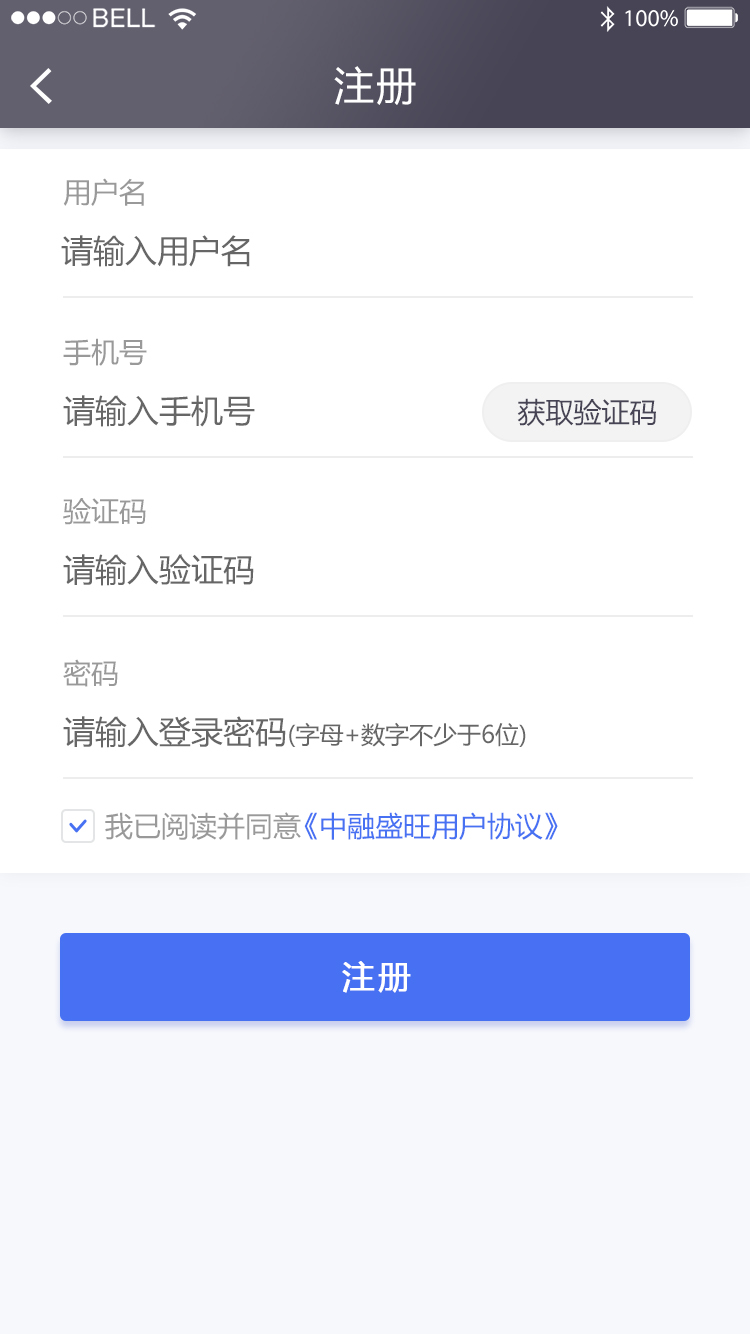 BELL 100%
注册
用户名
请输入用户名
手机号
请输入手机号 获取验证码
验证码
请输入验证码
密码
请输入登录密码(字母+数字不少于6位)
我已阅读并同意《中融盛旺用户协议》
注册